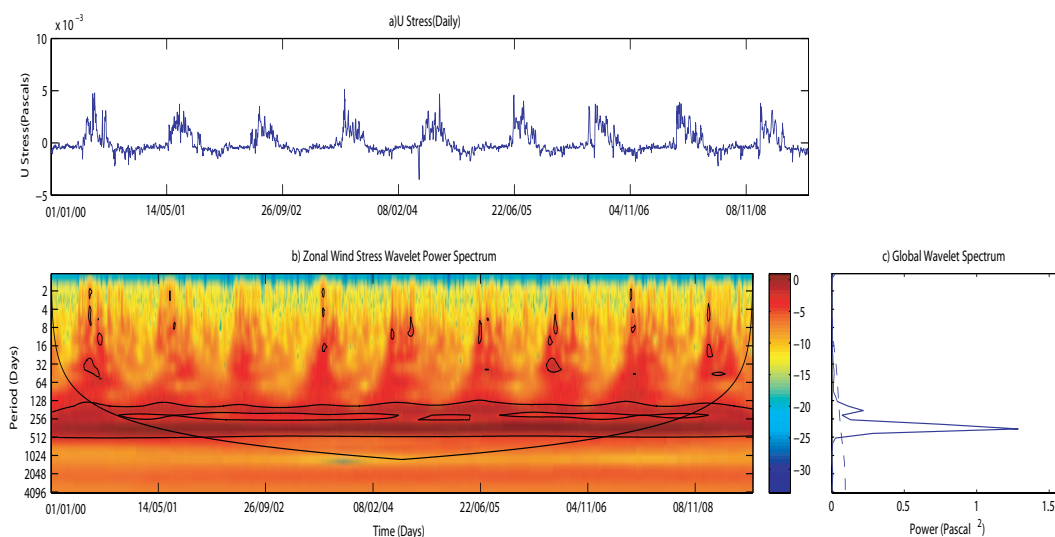 a)U Stress(Daily)
x 10⁻³
10
5
0
−5
U Stress(Pascals)
01/01/00 14/05/01 26/09/02 08/02/04 22/06/05 04/11/06 08/11/08
b) Zonal Wind Stress Wavelet Power Spectrum
2
4
8
16
32
64
128
256
512
1024
2048
4096
Period (Days)
01/01/00 14/05/01 26/09/02 08/02/04 22/06/05 04/11/06 08/11/08
Time (Days)
0
−5
−10
−15
−20
−25
−30
c) Global Wavelet Spectrum
0 0.5 1 1.5
Power (Pascal ²)